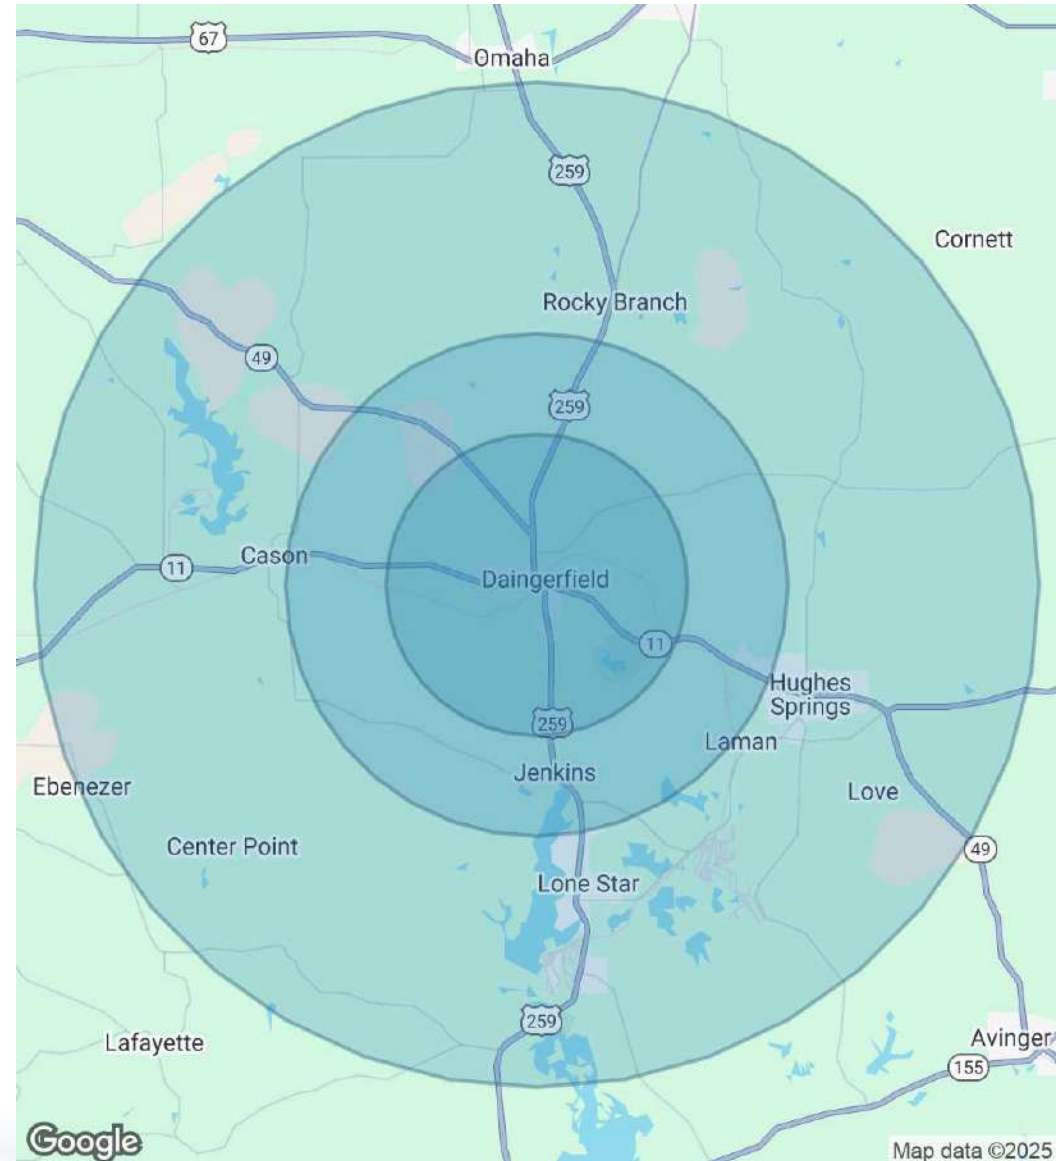 67
Omaha
259
Cornett
Rocky Branch
49
259
Cason
11
Daingerfield
11
Hughes
Springs
259
Laman
Jenkins
Ebenezer
Love
Center Point
49
Lone Star
259
Lafayette
Avinger
155
Google
Map data ©2025